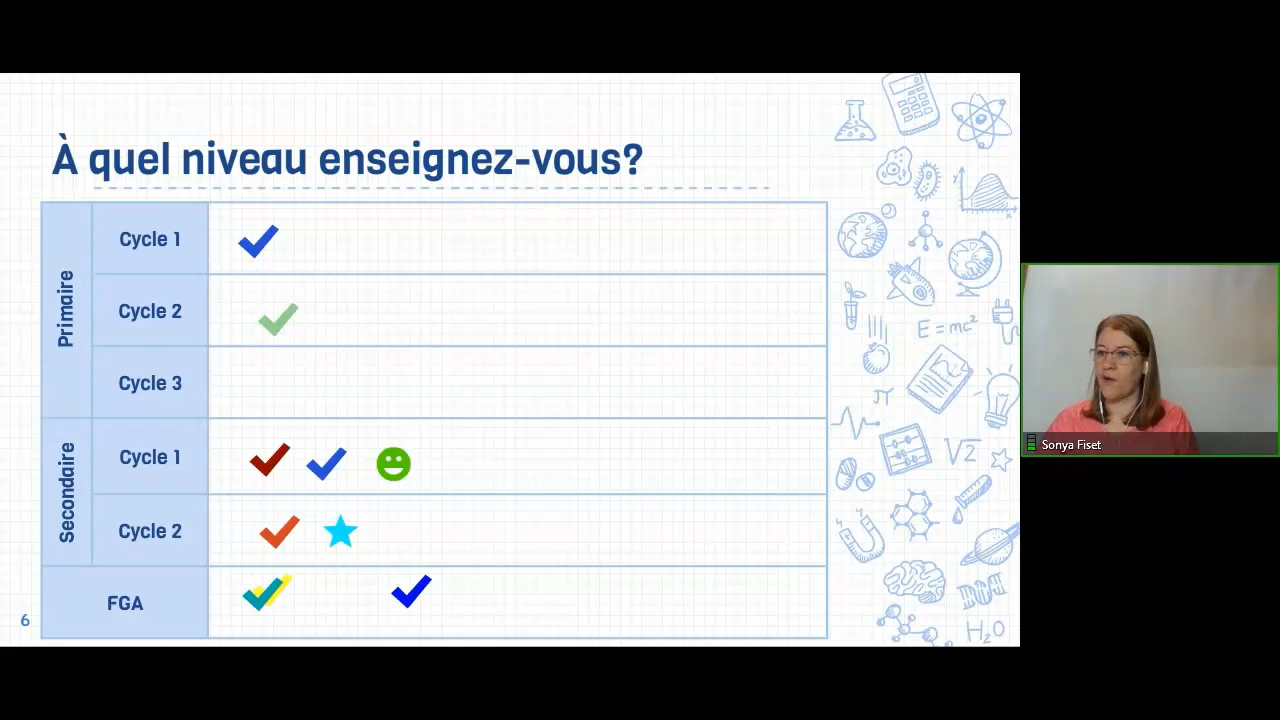 À quel niveau enseignez-vous?
Primaire
Cycle 1
Cycle 2
Cycle 3
Secondaire
Cycle 1
Cycle 2
FGA
6
y
x
E=mc²
π
√2
H₂O
Sonya Fiset